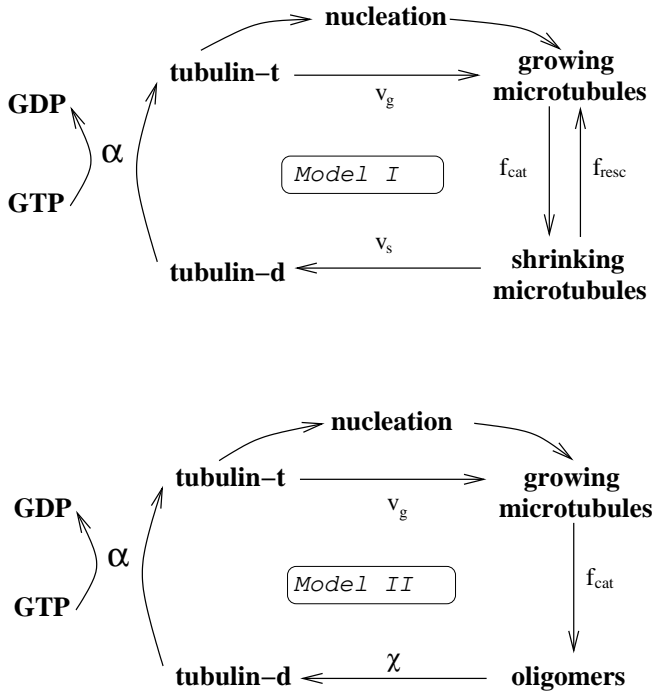 nucleation
tubulin–t
growing
microtubules
v_g
GDP
α
GTP
Model I
f_cat
f_resc
tubulin–d
v_s
shrinking
microtubules
nucleation
tubulin–t
growing
microtubules
v_g
GDP
α
GTP
Model II
f_cat
tubulin–d
χ
oligomers